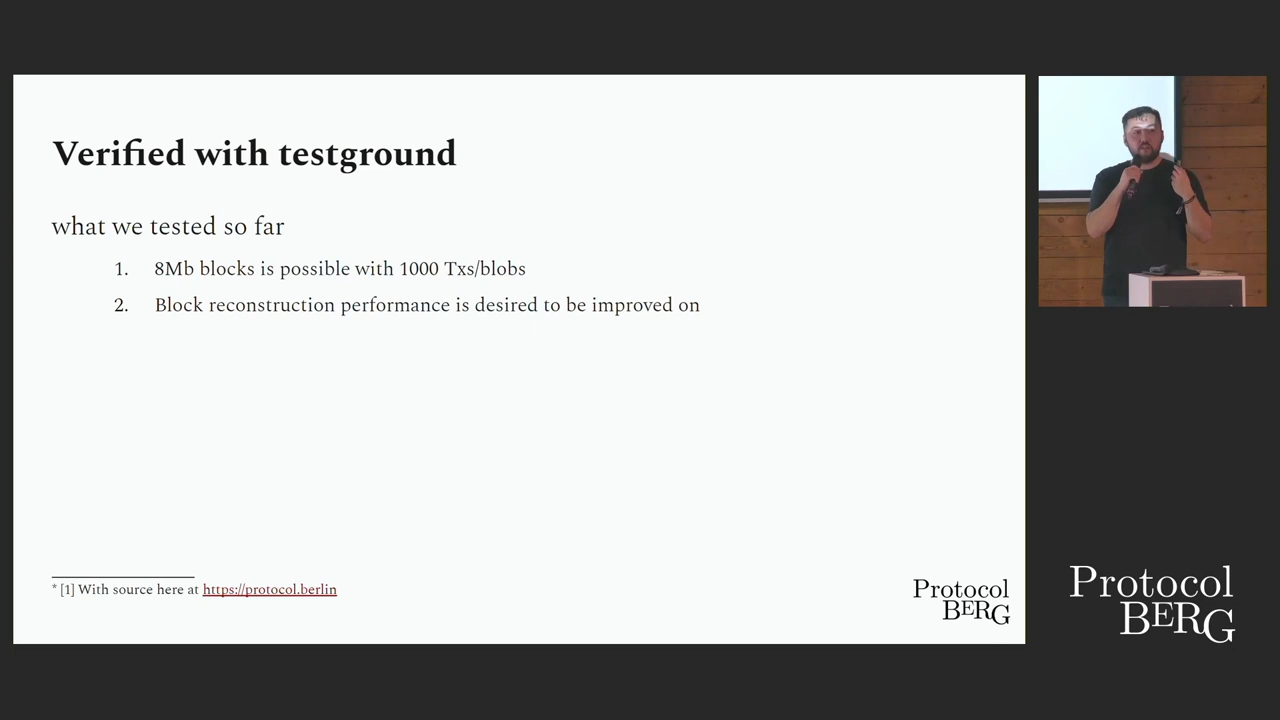 Verified with testground
what we tested so far
1. 8Mb blocks is possible with 1000 Txs/blobs
2. Block reconstruction performance is desired to be improved on
* [1] With source here at https://protocol.berlin
Protocol
BERG
Protocol
BERG